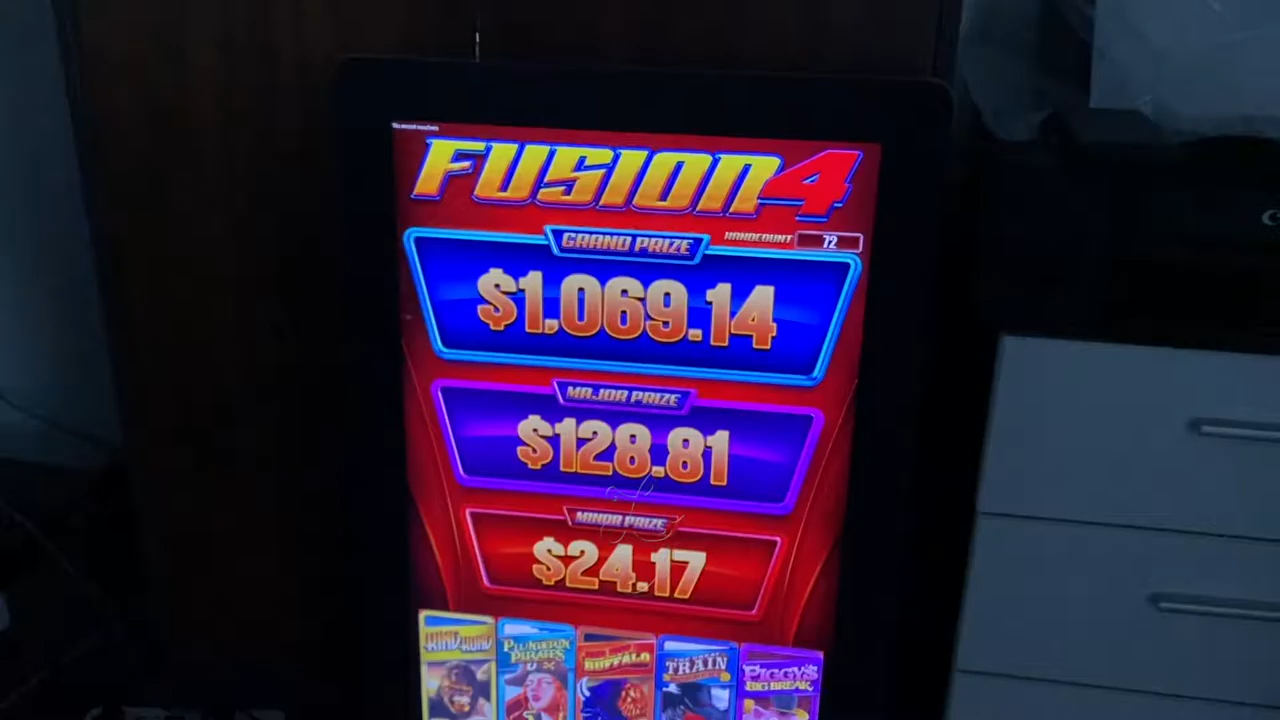 FUSION4
HANDCOUNT 72
GRAND PRIZE
$1,069.14
MAJOR PRIZE
$128.81
MINOR PRIZE
$24.17
PLUNDERIN PIRATES
BUFFALO
TRAIN
PIGGY'S BIG BREAK